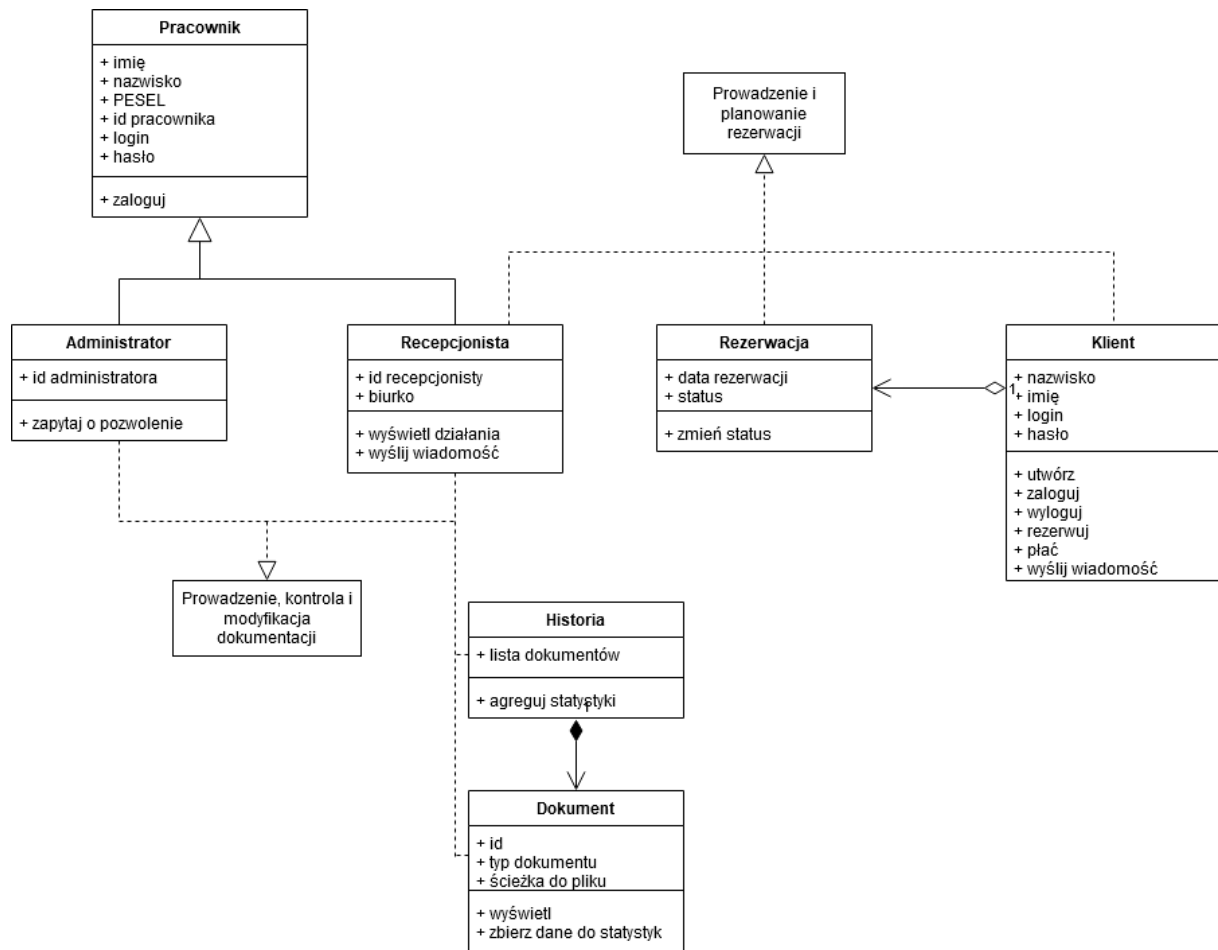 Pracownik
+ imię
+ nazwisko
+ PESEL
+ id pracownika
+ login
+ hasło
+ zaloguj
Prowadzenie i
planowanie
rezerwacji
Administrator
+ id administratora
+ zapytaj o pozwolenie
Recepcjonista
+ id recepcjonisty
+ biurko
+ wyświetl działania
+ wyślij wiadomość
Rezerwacja
+ data rezerwacji
+ status
+ zmień status
1
Klient
+ nazwisko
+ imię
+ login
+ hasło
+ utwórz
+ zaloguj
+ wyloguj
+ rezerwuj
+ płać
+ wyślij wiadomość
Prowadzenie, kontrola i
modyfikacja
dokumentacji
Historia
+ lista dokumentów
+ agreguj statystyki
1
Dokument
+ id
+ typ dokumentu
+ ścieżka do pliku
+ wyświetl
+ zbierz dane do statystyk